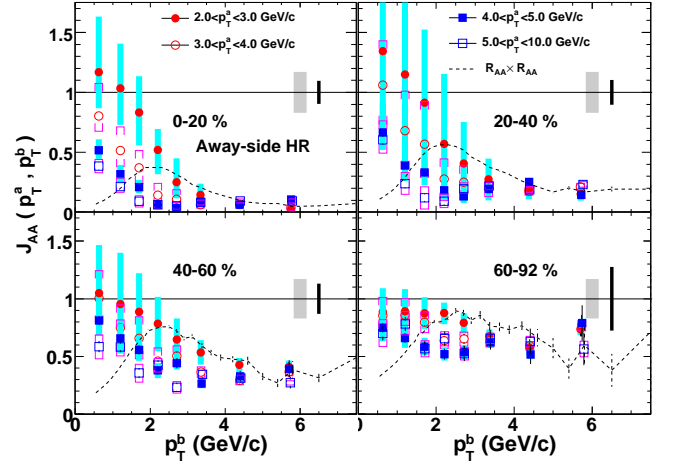 2.0<p_T^a<3.0 GeV/c
3.0<p_T^a<4.0 GeV/c
4.0<p_T^a<5.0 GeV/c
5.0<p_T^a<10.0 GeV/c
R_AA × R_AA
1.5
1
0.5
0
0-20 %
Away-side HR
20-40 %
J_AA ( p_T^a , p_T^b )
1.5
1
0.5
0
40-60 %
60-92 %
0 2 4 6
0 2 4 6
p_T^b (GeV/c)
p_T^b (GeV/c)